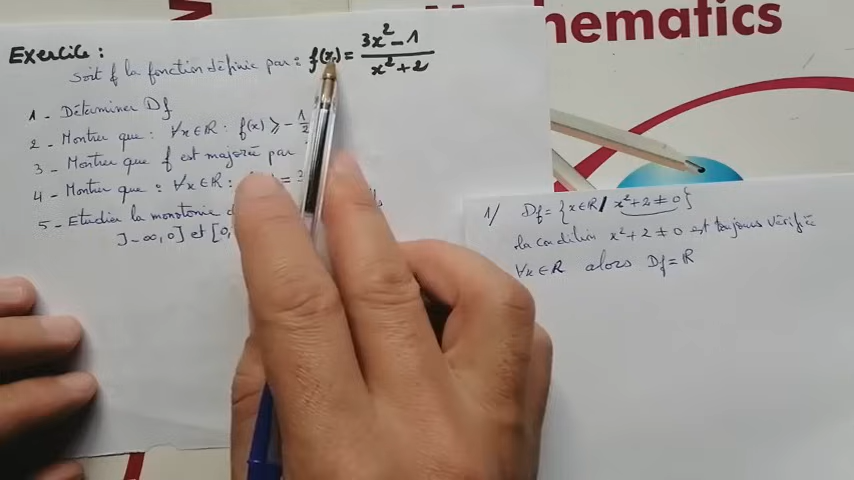 hematics
Exercice :
Soit f la fonction définie par : f(x) = (3x² - 1)/(x² + 2)
1 - Déterminer Df
2 - Montrer que : ∀x∈ℝ : f(x) ⩾ -1/2
3 - Montrer que f est majorée par
4 - Montrer que : ∀x∈ℝ : = 3
5 - Etudier la monotonie
]-∞,0] et [0,
1/ Df = {x∈ℝ / x²+2 ≠ 0}
la condition x²+2 ≠ 0 est toujours vérifiée
∀x∈ℝ alors Df = ℝ